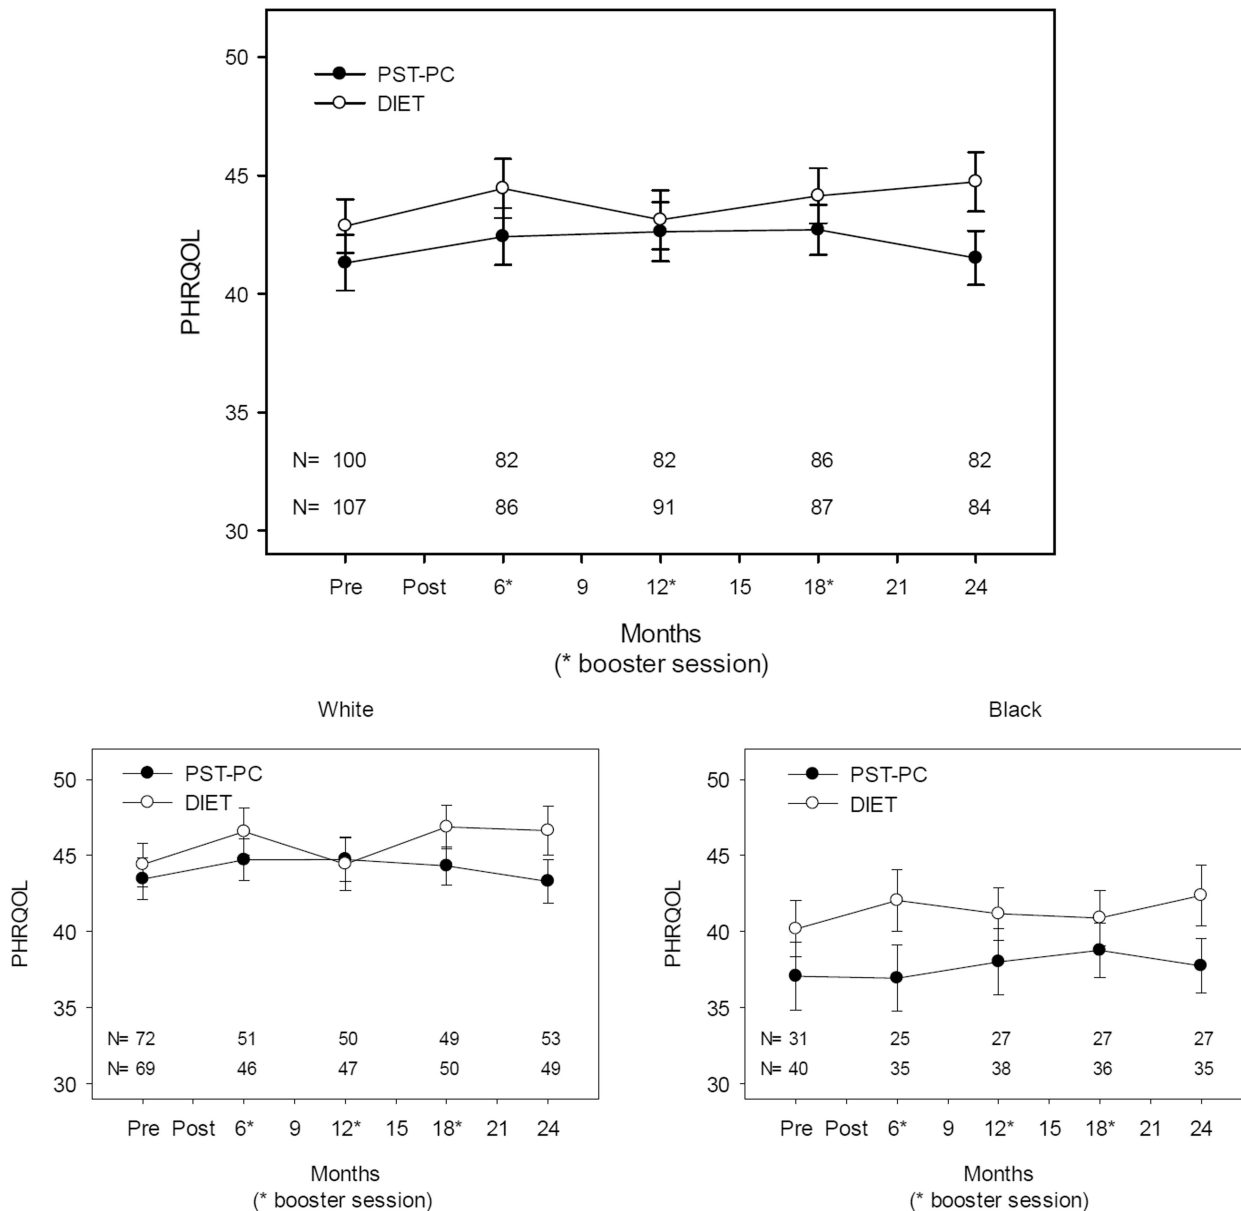 50
PST-PC
DIET
45
40
35
30
PHRQOL
N= 100 82 82 86 82
N= 107 86 91 87 84
Pre Post 6* 9 12* 15 18* 21 24
Months
(* booster session)
White
50
PST-PC
DIET
45
40
35
30
PHRQOL
N= 72 51 50 49 53
N= 69 46 47 50 49
Pre Post 6* 9 12* 15 18* 21 24
Months
(* booster session)
Black
50
PST-PC
DIET
45
40
35
30
PHRQOL
N= 31 25 27 27 27
N= 40 35 38 36 35
Pre Post 6* 9 12* 15 18* 21 24
Months
(* booster session)